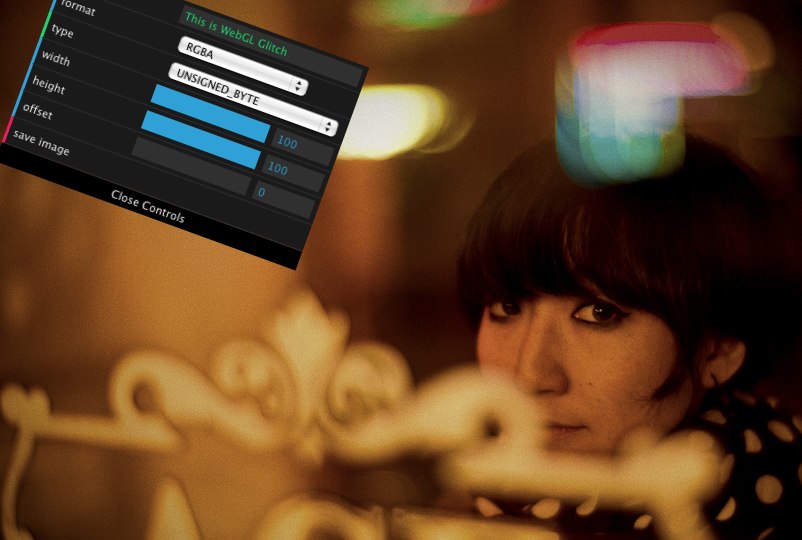 This is WebGL Glitch
format
RGBA
type
UNSIGNED_BYTE
width
100
height
100
offset
0
save image
Close Controls